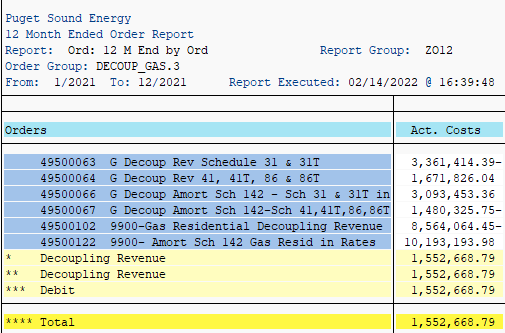 Puget Sound Energy
12 Month Ended Order Report
Report: Ord: 12 M End by Ord Report Group: ZO12
Order Group: DECOUP_GAS.3
From: 1/2021 To: 12/2021 Report Executed: 02/14/2022 @ 16:39:48
Orders Act. Costs
49500063 G Decoup Rev Schedule 31 & 31T 3,361,414.39-
49500064 G Decoup Rev 41, 41T, 86 & 86T 1,671,826.04
49500066 G Decoup Amort Sch 142 - Sch 31 & 31T in 3,093,453.36
49500067 G Decoup Amort Sch 142-Sch 41,41T,86,86T 1,480,325.75-
49500102 9900-Gas Residential Decoupling Revenue 8,564,064.45-
49500122 9900- Amort Sch 142 Gas Resid in Rates 10,193,193.98
* Decoupling Revenue 1,552,668.79
** Decoupling Revenue 1,552,668.79
*** Debit 1,552,668.79
**** Total 1,552,668.79